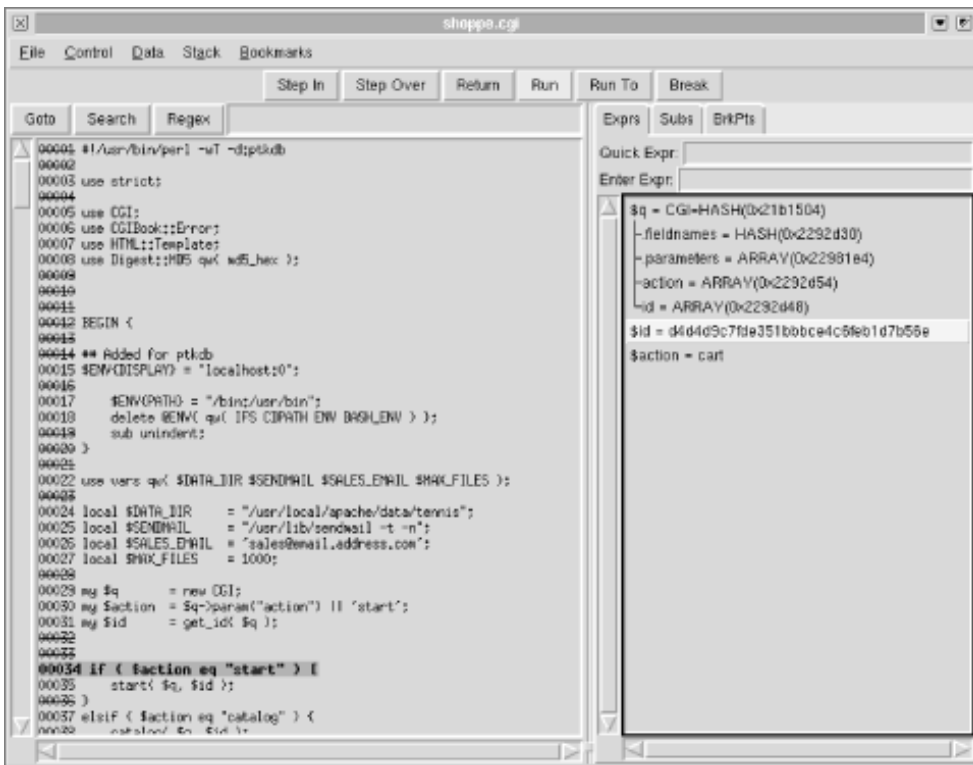 shoppe.cgi
File Control Data Stack Bookmarks
Step In Step Over Return Run Run To Break
Goto Search Regex
00001 #!/usr/bin/perl -wT -d:ptkdb
00002
00003 use strict;
00004
00005 use CGI;
00006 use CGIBook::Error;
00007 use HTML::Template;
00008 use Digest::MD5 qw( md5_hex );
00009
00010
00011
00012 BEGIN {
00013
00014 ## Added for ptkdb
00015 $ENV{DISPLAY} = "localhost:0";
00016
00017 $ENV{PATH} = "/bin:/usr/bin";
00018 delete @ENV{ qw( IFS CDPATH ENV BASH_ENV ) };
00019 sub unindent;
00020 }
00021
00022 use vars qw( $DATA_DIR $SENDMAIL $SALES_EMAIL $MAX_FILES );
00023
00024 local $DATA_DIR = "/usr/local/apache/data/tennis";
00025 local $SENDMAIL = "/usr/lib/sendmail -t -n";
00026 local $SALES_EMAIL = 'sales@email.address.com';
00027 local $MAX_FILES = 1000;
00028
00029 my $q = new CGI;
00030 my $action = $q->param("action") || 'start';
00031 my $id = get_id( $q );
00032
00033
00034 if ( $action eq "start" ) {
00035 start( $q, $id );
00036 }
00037 elsif ( $action eq "catalog" ) {
00038 catalog( $q, $id );
Exprs Subs BrkPts
Quick Expr:
Enter Expr:
$q = CGI=HASH(0x21b1504)
.fieldnames = HASH(0x2292d30)
.parameters = ARRAY(0x22981e4)
action = ARRAY(0x2292d54)
id = ARRAY(0x2292d48)
$id = d4d4d9c7fde351bbbce4c6feb1d7b56e
$action = cart